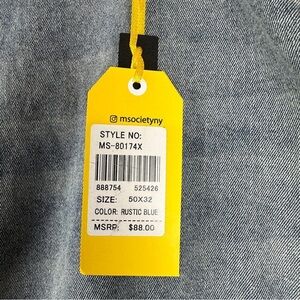 msocietyny
STYLE NO:
MS-80174X
888754 525426
SIZE: 50X32
COLOR: RUSTIC BLUE
MSRP: $88.00